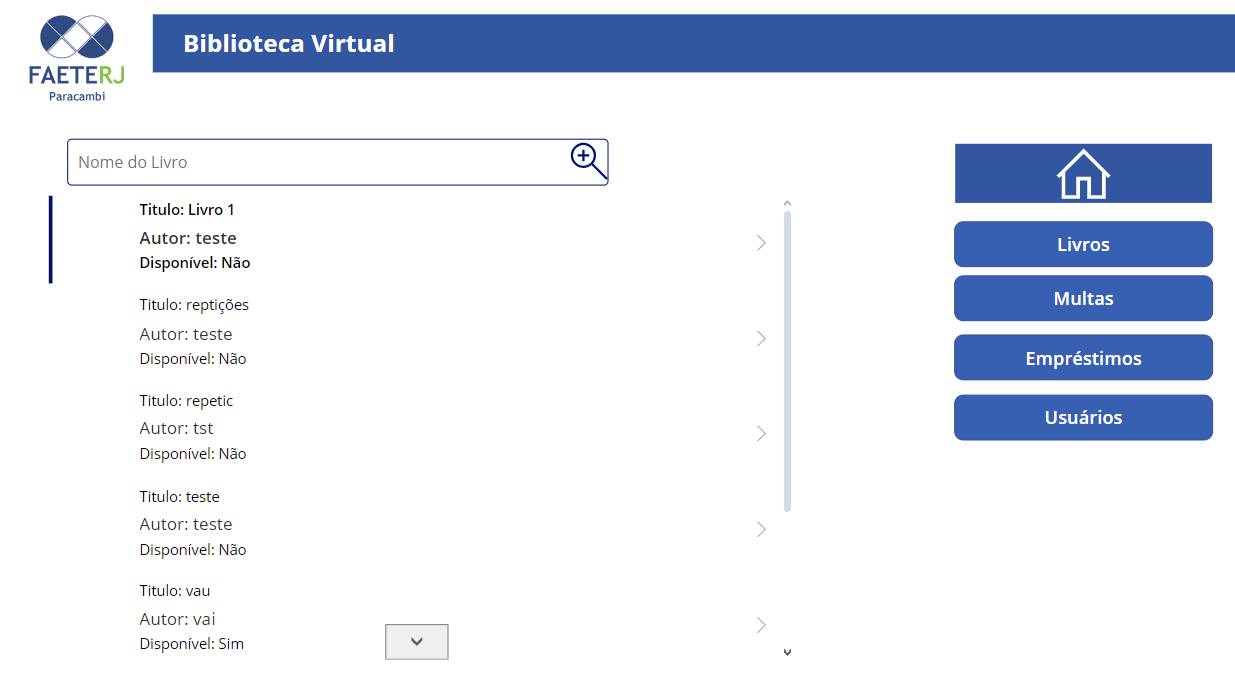 FAETERJ
Paracambi
Biblioteca Virtual
Nome do Livro
Titulo: Livro 1
Autor: teste
Disponível: Não
Titulo: reptições
Autor: teste
Disponível: Não
Titulo: repetic
Autor: tst
Disponível: Não
Titulo: teste
Autor: teste
Disponível: Não
Titulo: vau
Autor: vai
Disponível: Sim
Livros
Multas
Empréstimos
Usuários